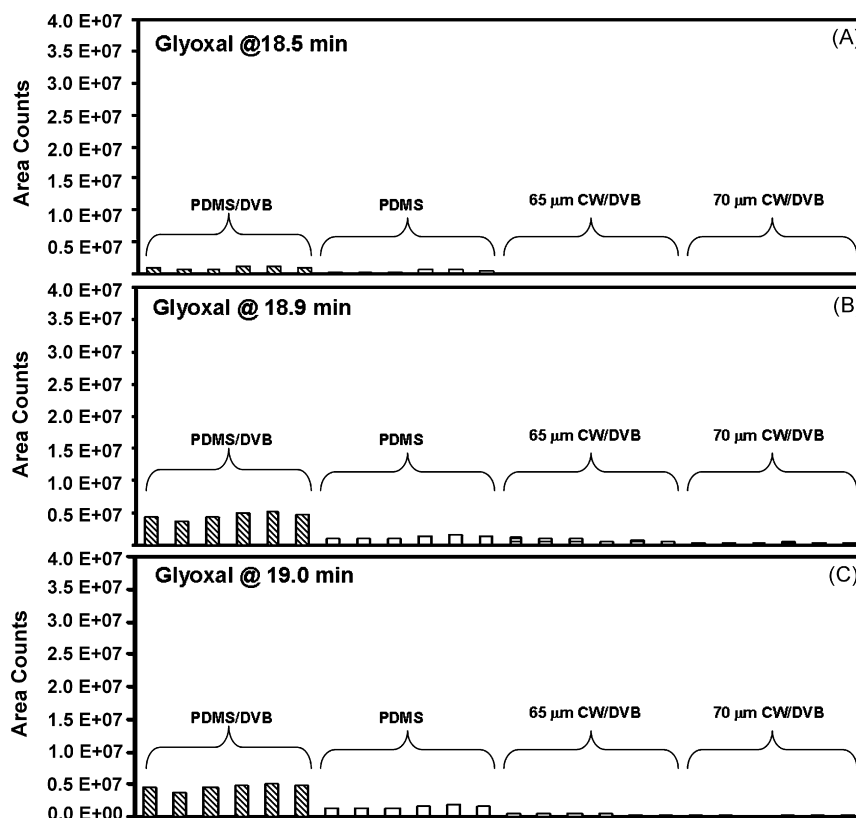 4.0 E+07
Glyoxal @18.5 min
(A)
3.5 E+07
3.0 E+07
2.5 E+07
2.0 E+07
1.5 E+07
1.0 E+07
0.5 E+07
Area Counts
PDMS/DVB
PDMS
65 µm CW/DVB
70 µm CW/DVB
4.0 E+07
Glyoxal @ 18.9 min
(B)
3.5 E+07
3.0 E+07
2.5 E+07
2.0 E+07
1.5 E+07
1.0 E+07
0.5 E+07
Area Counts
PDMS/DVB
PDMS
65 µm CW/DVB
70 µm CW/DVB
4.0 E+07
Glyoxal @ 19.0 min
(C)
3.5 E+07
3.0 E+07
2.5 E+07
2.0 E+07
1.5 E+07
1.0 E+07
0.5 E+07
0.0 E+00
Area Counts
PDMS/DVB
PDMS
65 µm CW/DVB
70 µm CW/DVB